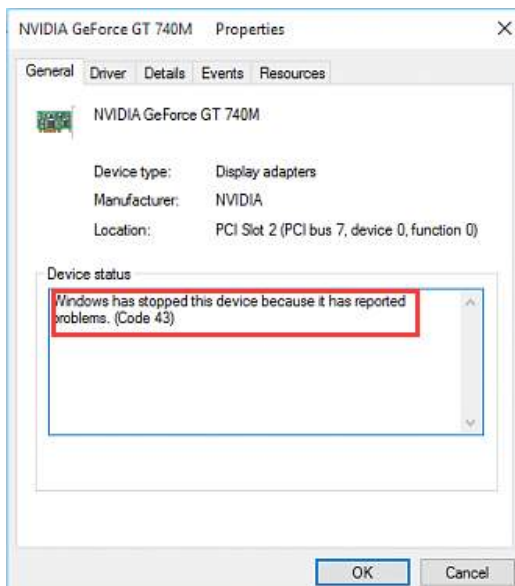 NVIDIA GeForce GT 740M Properties
General Driver Details Events Resources
NVIDIA GeForce GT 740M
Device type: Display adapters
Manufacturer: NVIDIA
Location: PCI Slot 2 (PCI bus 7, device 0, function 0)
Device status
Windows has stopped this device because it has reported
problems. (Code 43)
OK Cancel